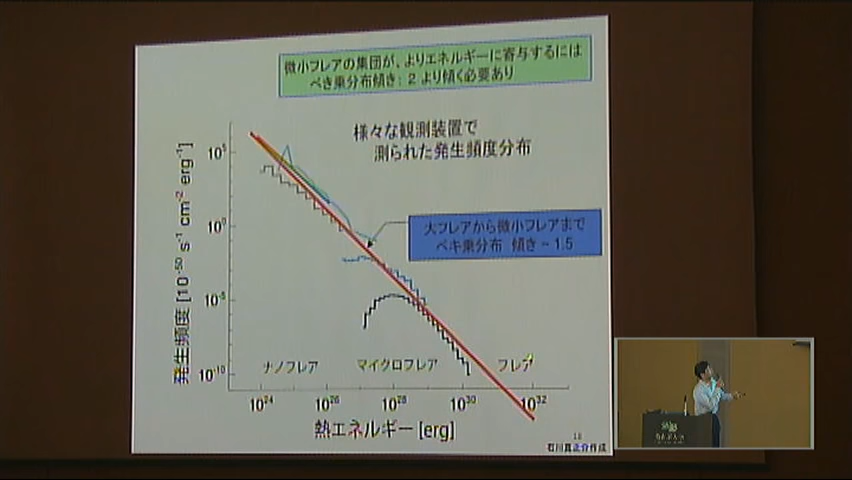 微小フレアの集団が、よりエネルギーに寄与するには
べき乗分布傾き: 2 より傾く必要あり
様々な観測装置で
測られた発生頻度分布
大フレアから微小フレアまで
ベキ乗分布 傾き ~ 1.5
発生頻度 [10⁻⁵⁰ s⁻¹ cm⁻² erg⁻¹]
10⁵
10⁰
10⁻⁵
10⁻¹⁰
ナノフレア マイクロフレア フレア
10²⁴ 10²⁶ 10²⁸ 10³⁰ 10³²
熱エネルギー [erg]
石川真之介作成